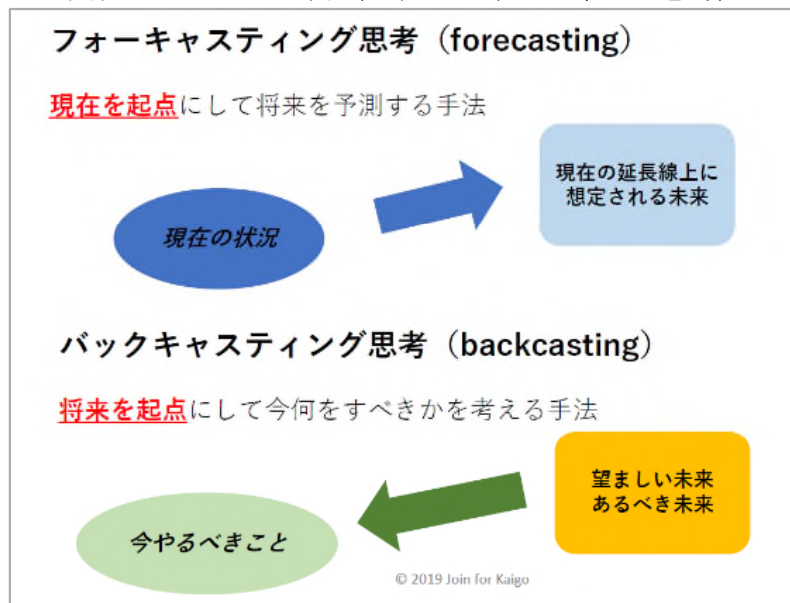 フォーキャスティング思考（forecasting）
現在を起点にして将来を予測する手法
現在の延長線上に
想定される未来
現在の状況
バックキャスティング思考（backcasting）
将来を起点にして今何をすべきかを考える手法
望ましい未来
あるべき未来
今やるべきこと
© 2019 Join for Kaigo